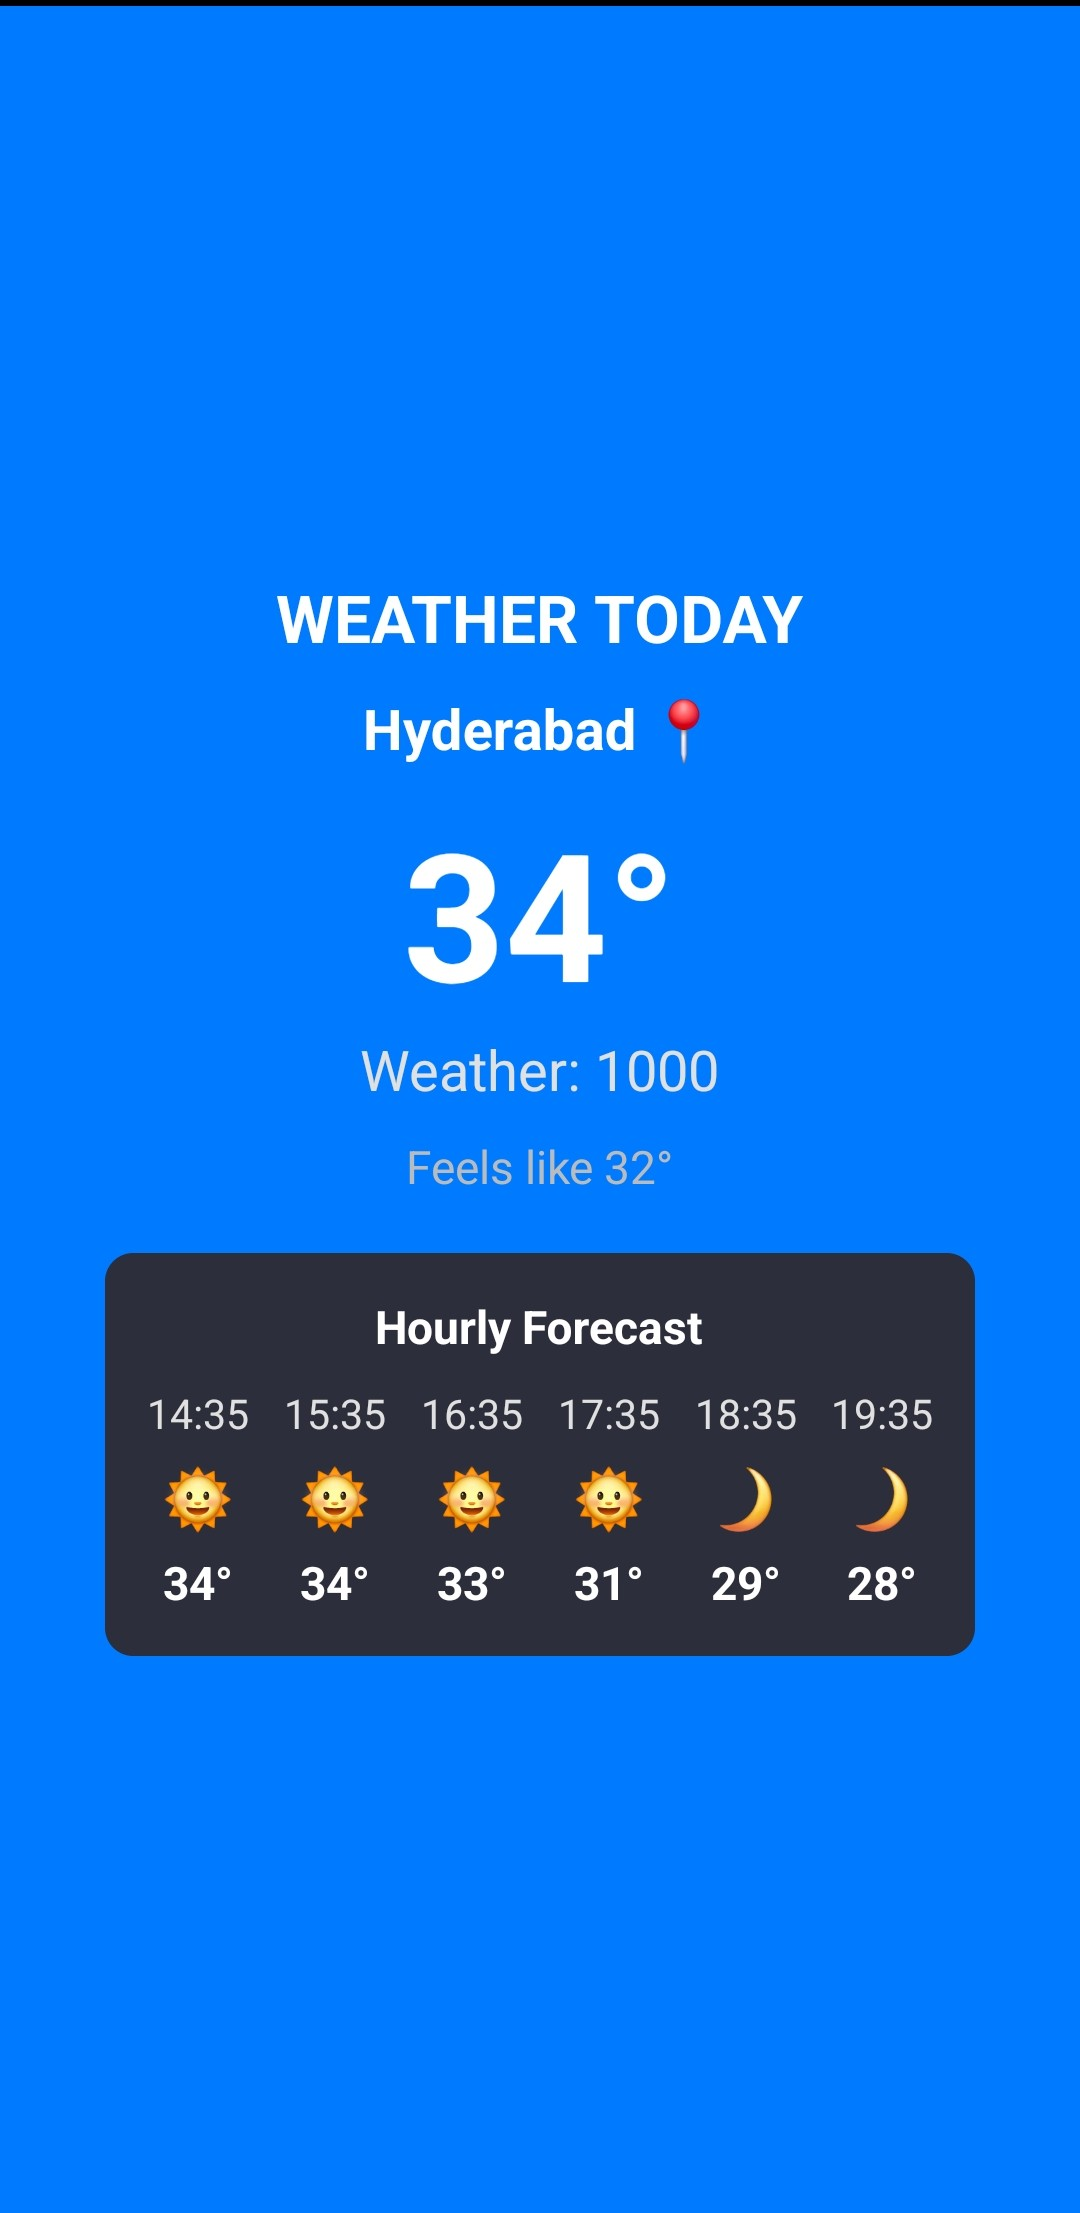 WEATHER TODAY
Hyderabad 📍
34°
Weather: 1000
Feels like 32°
Hourly Forecast
14:35 15:35 16:35 17:35 18:35 19:35
34° 34° 33° 31° 29° 28°